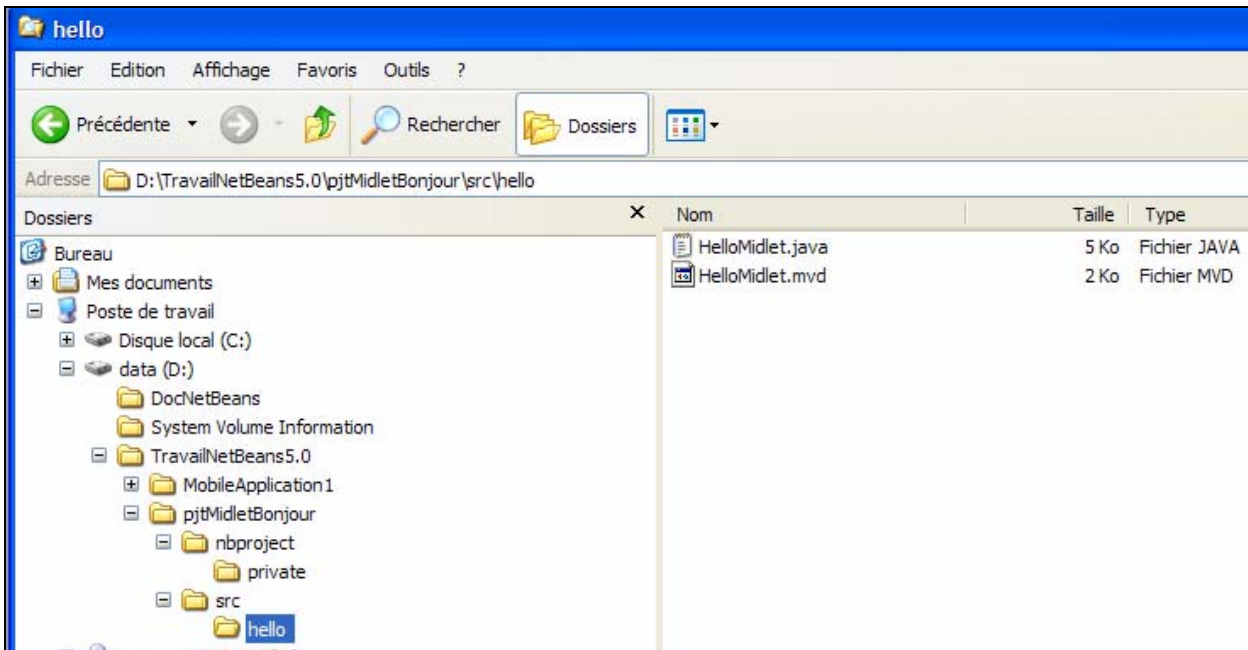 hello
Fichier Edition Affichage Favoris Outils ?
Précédente Rechercher Dossiers
Adresse D:\TravailNetBeans5.0\pjtMidletBonjour\src\hello
Dossiers
Nom Taille Type
Bureau
Mes documents
Poste de travail
Disque local (C:)
data (D:)
DocNetBeans
System Volume Information
TravailNetBeans5.0
MobileApplication1
pjtMidletBonjour
nbproject
private
src
hello
HelloMidlet.java 5 Ko Fichier JAVA
HelloMidlet.mvd 2 Ko Fichier MVD